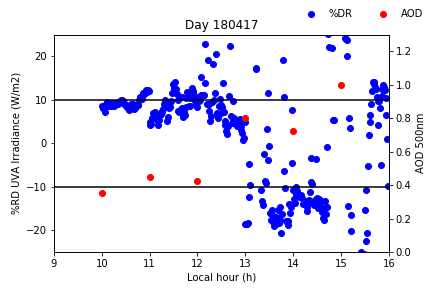 %DR AOD
Day 180417
%RD UVA Irradiance (W/m2)
20
10
0
−10
−20
1.2
1.0
0.8
0.6
0.4
0.2
0.0
AOD 500nm
9 10 11 12 13 14 15 16
Local hour (h)